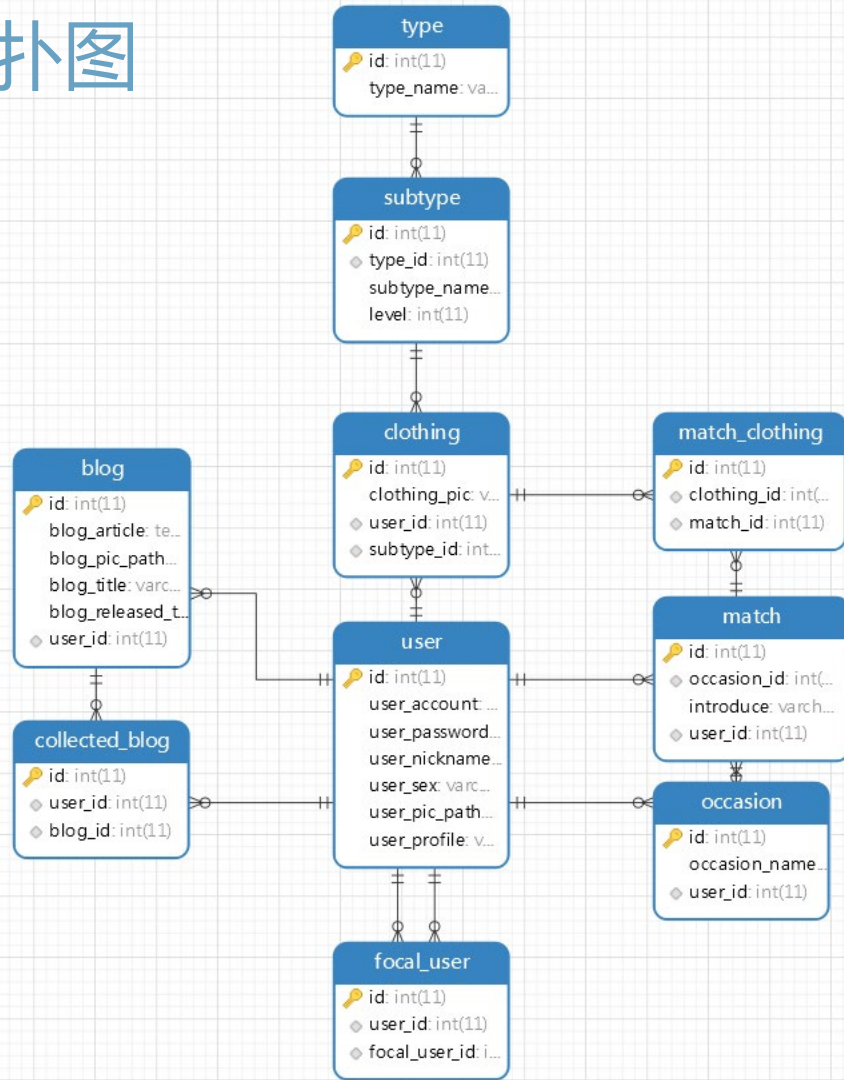 扑图
type
id: int(11)
type_name: va...
subtype
id: int(11)
type_id: int(11)
subtype_name...
level: int(11)
clothing
id: int(11)
clothing_pic: v...
user_id: int(11)
subtype_id: int...
match_clothing
id: int(11)
clothing_id: int(...
match_id: int(11)
blog
id: int(11)
blog_article: te...
blog_pic_path...
blog_title: varc...
blog_released_t...
user_id: int(11)
user
id: int(11)
user_account: ...
user_password...
user_nickname...
user_sex: varc...
user_pic_path...
user_profile: v...
match
id: int(11)
occasion_id: int(...
introduce: varch...
user_id: int(11)
collected_blog
id: int(11)
user_id: int(11)
blog_id: int(11)
occasion
id: int(11)
occasion_name...
user_id: int(11)
focal_user
id: int(11)
user_id: int(11)
focal_user_id: i...